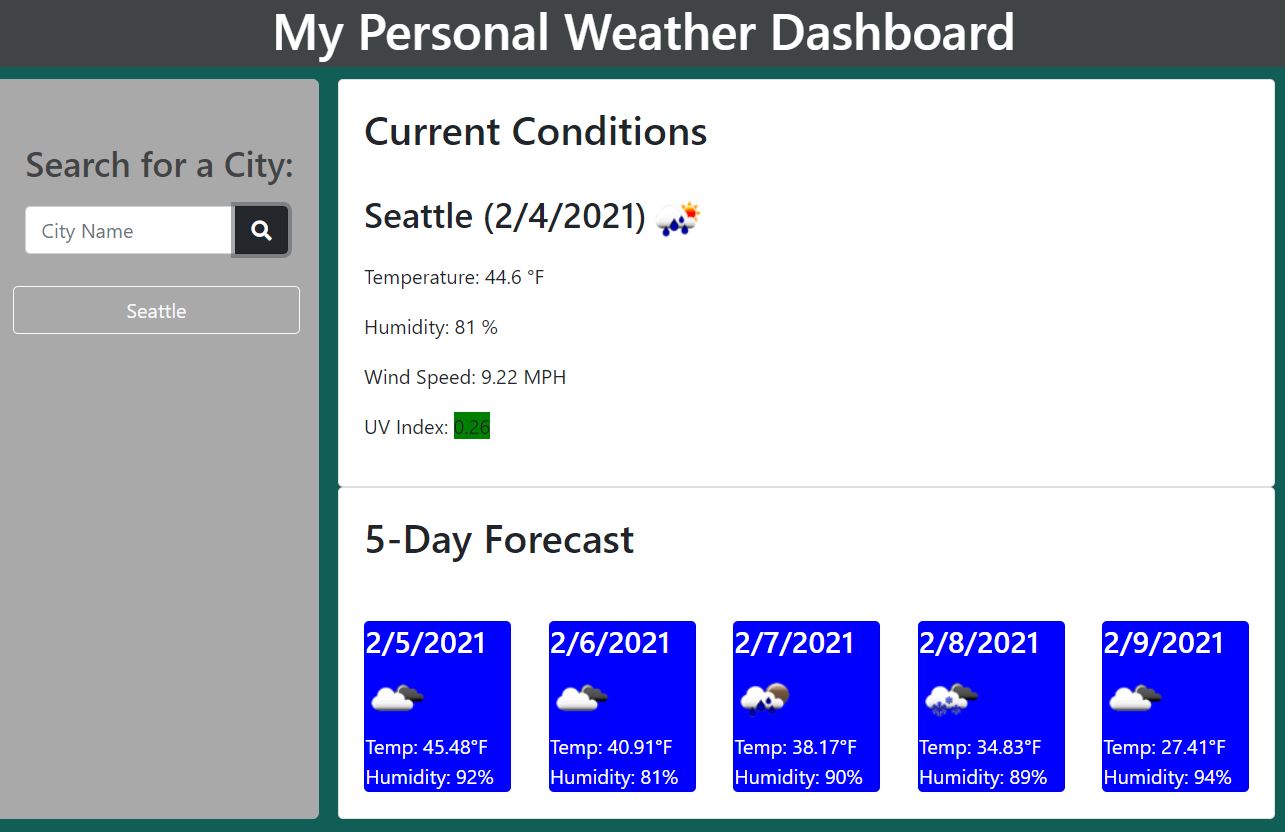 My Personal Weather Dashboard
Search for a City:
City Name
Seattle
Current Conditions
Seattle (2/4/2021)
Temperature: 44.6 °F
Humidity: 81 %
Wind Speed: 9.22 MPH
UV Index: 0.26
5-Day Forecast
2/5/2021
Temp: 45.48°F
Humidity: 92%
2/6/2021
Temp: 40.91°F
Humidity: 81%
2/7/2021
Temp: 38.17°F
Humidity: 90%
2/8/2021
Temp: 34.83°F
Humidity: 89%
2/9/2021
Temp: 27.41°F
Humidity: 94%